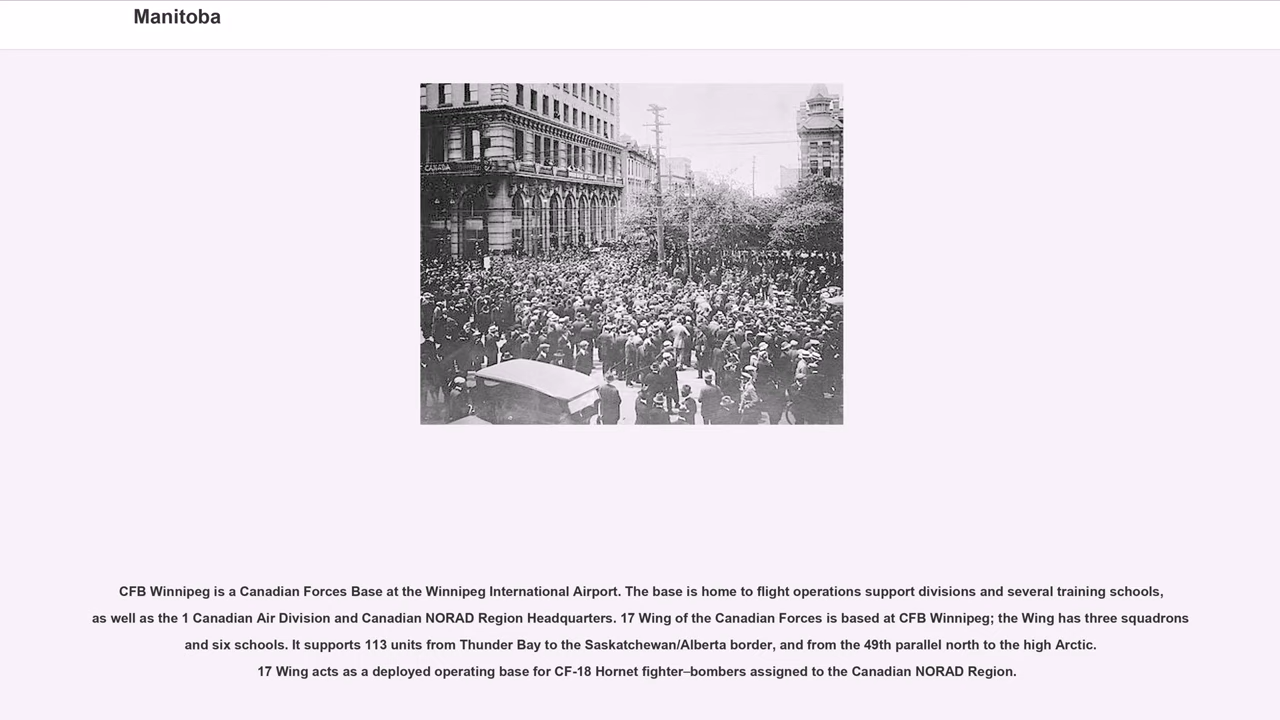 Manitoba
CANADA
CFB Winnipeg is a Canadian Forces Base at the Winnipeg International Airport. The base is home to flight operations support divisions and several training schools,
as well as the 1 Canadian Air Division and Canadian NORAD Region Headquarters. 17 Wing of the Canadian Forces is based at CFB Winnipeg; the Wing has three squadrons
and six schools. It supports 113 units from Thunder Bay to the Saskatchewan/Alberta border, and from the 49th parallel north to the high Arctic.
17 Wing acts as a deployed operating base for CF-18 Hornet fighter–bombers assigned to the Canadian NORAD Region.